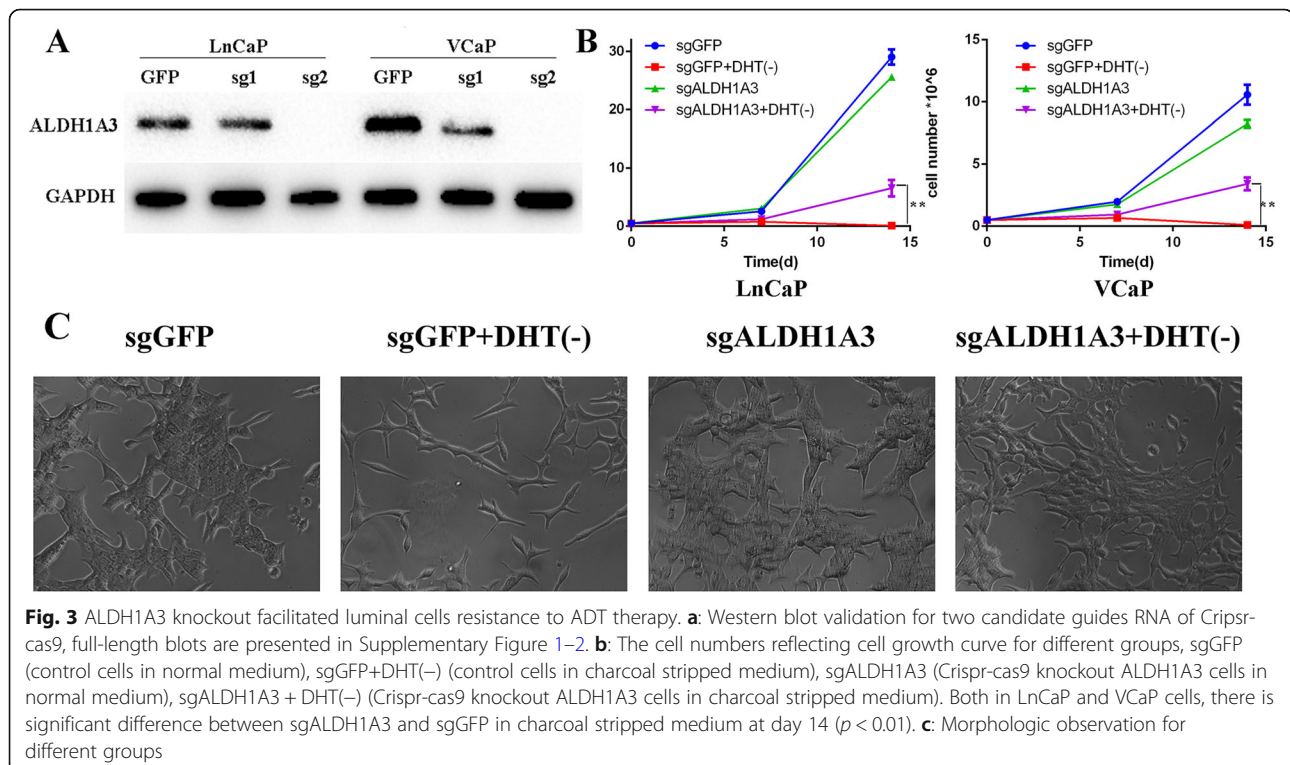 A
LnCaP VCaP
GFP sg1 sg2 GFP sg1 sg2
ALDH1A3
GAPDH
B
30
20
10
0
0 5 10 15
Time(d)
LnCaP
sgGFP
sgGFP+DHT(-)
sgALDH1A3
sgALDH1A3+DHT(-)
**
cell number *10^6
15
10
5
0
0 5 10 15
Time(d)
VCaP
sgGFP
sgGFP+DHT(-)
sgALDH1A3
sgALDH1A3+DHT(-)
**
C
sgGFP sgGFP+DHT(-) sgALDH1A3 sgALDH1A3+DHT(-)
Fig. 3 ALDH1A3 knockout facilitated luminal cells resistance to ADT therapy. a: Western blot validation for two candidate guides RNA of Cripsr-
cas9, full-length blots are presented in Supplementary Figure 1–2. b: The cell numbers reflecting cell growth curve for different groups, sgGFP
(control cells in normal medium), sgGFP+DHT(−) (control cells in charcoal stripped medium), sgALDH1A3 (Crispr-cas9 knockout ALDH1A3 cells in
normal medium), sgALDH1A3 + DHT(−) (Crispr-cas9 knockout ALDH1A3 cells in charcoal stripped medium). Both in LnCaP and VCaP cells, there is
significant difference between sgALDH1A3 and sgGFP in charcoal stripped medium at day 14 (p < 0.01). c: Morphologic observation for
different groups